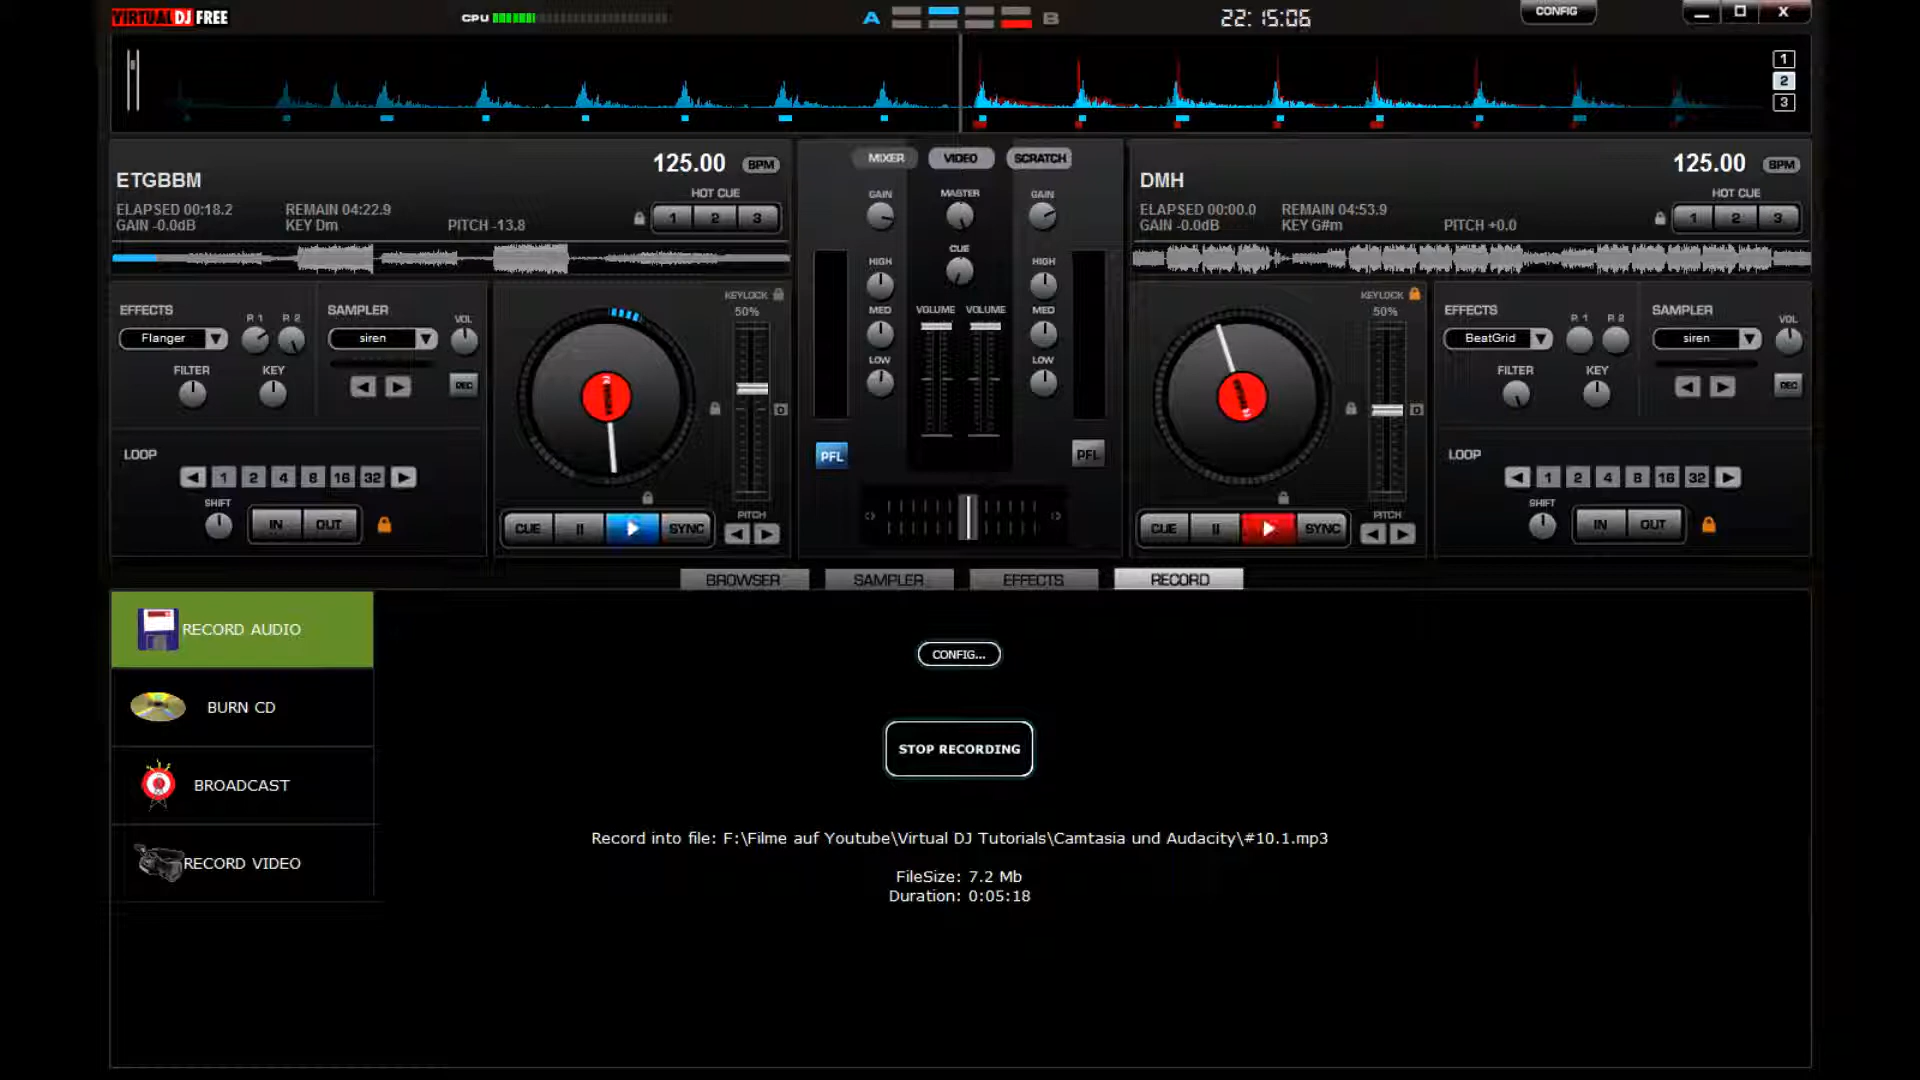 VIRTUAL DJ FREE
CPU
A
B
22:15:06
CONFIG
X
1
2
3
ETGBBM
125.00 BPM
HOT CUE
ELAPSED 00:18.2 REMAIN 04:22.9
GAIN -0.0dB KEY Dm PITCH -13.8
1 2 3
MIXER VIDEO SCRATCH
GAIN MASTER GAIN
CUE
HIGH HIGH
MED VOLUME VOLUME MED
LOW LOW
PFL PFL
DMH
125.00 BPM
HOT CUE
ELAPSED 00:00.0 REMAIN 04:53.9
GAIN -0.0dB KEY G#m PITCH +0.0
1 2 3
EFFECTS
Flanger
P. 1 P. 2
FILTER KEY
SAMPLER
siren
VOL
REC
LOOP
1 2 4 8 16 32
SHIFT
IN OUT
KEYLOCK
50%
CUE II SYNC
PITCH
KEYLOCK
50%
CUE II SYNC
PITCH
EFFECTS
BeatGrid
P. 1 P. 2
FILTER KEY
SAMPLER
siren
VOL
REC
LOOP
1 2 4 8 16 32
SHIFT
IN OUT
BROWSER SAMPLER EFFECTS RECORD
RECORD AUDIO
BURN CD
BROADCAST
RECORD VIDEO
CONFIG...
STOP RECORDING
Record into file: F:\Filme auf Youtube\Virtual DJ Tutorials\Camtasia und Audacity\#10.1.mp3
FileSize: 7.2 Mb
Duration: 0:05:18